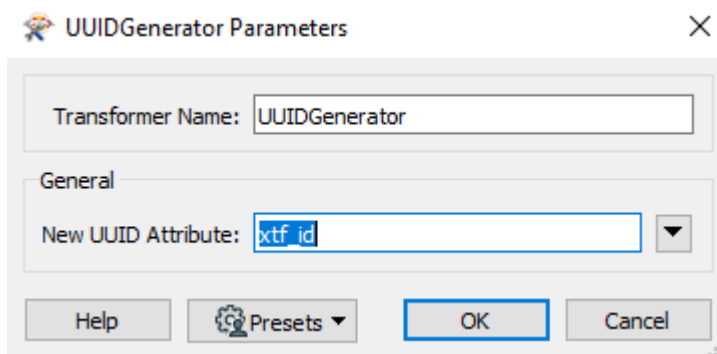 UUIDGenerator Parameters
Transformer Name: UUIDGenerator
General
New UUID Attribute: xtf_id
Help Presets OK Cancel